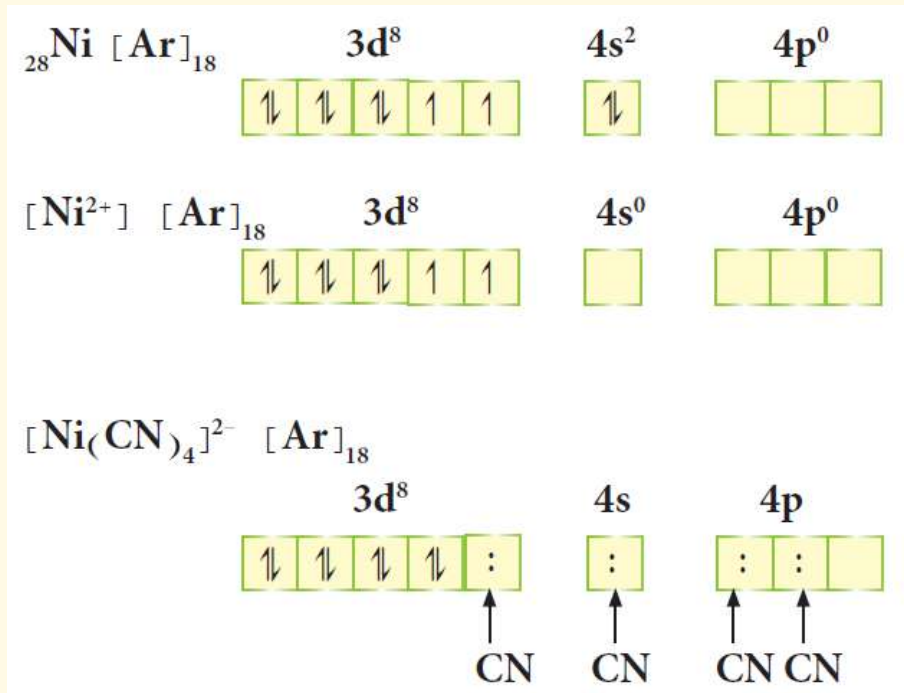 ₂₈Ni [Ar]₁₈ 3d⁸ 4s² 4p⁰
⥮ ⥮ ⥮ ↿ ↿ ⥮
[Ni²⁺] [Ar]₁₈ 3d⁸ 4s⁰ 4p⁰
⥮ ⥮ ⥮ ↿ ↿
[Ni(CN)₄]²⁻ [Ar]₁₈
3d⁸ 4s 4p
⥮ ⥮ ⥮ ⥮ : : : :
CN CN CN CN